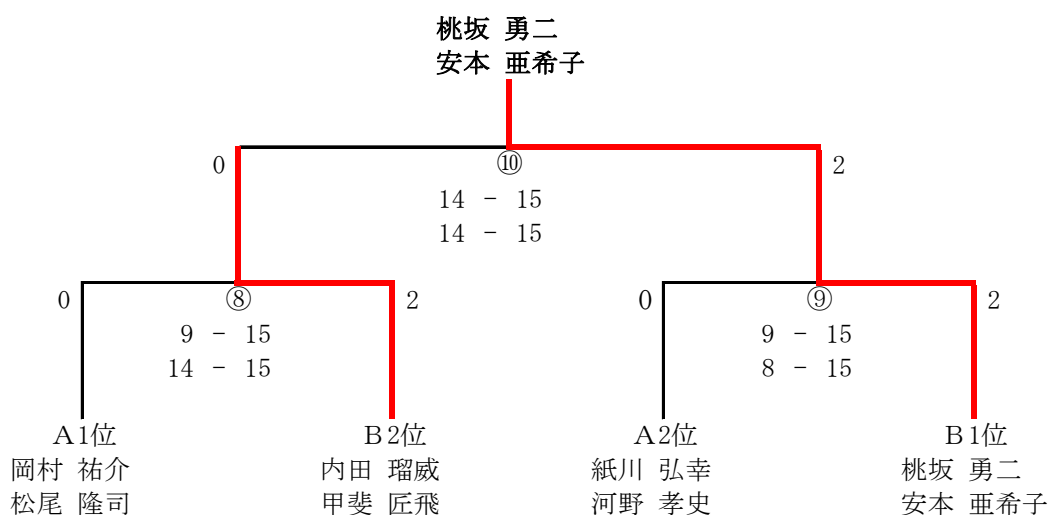 桃坂 勇二
安本 亜希子
0 ⑩ 2
14 － 15
14 － 15
0 ⑧ 2
9 － 15
14 － 15
0 ⑨ 2
9 － 15
8 － 15
Ａ1位
岡村 祐介
松尾 隆司
Ｂ2位
内田 瑠威
甲斐 匠飛
Ａ2位
紙川 弘幸
河野 孝史
Ｂ1位
桃坂 勇二
安本 亜希子